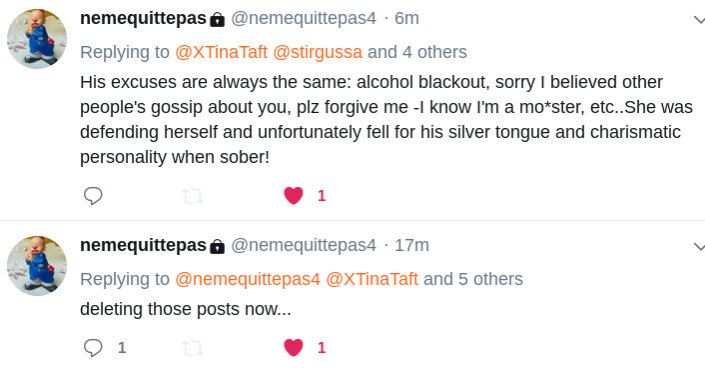 nemequittepas @nemequittepas4 · 6m
Replying to @XTinaTaft @stirgussa and 4 others
His excuses are always the same: alcohol blackout, sorry I believed other
people's gossip about you, plz forgive me -I know I'm a mo*ster, etc..She was
defending herself and unfortunately fell for his silver tongue and charismatic
personality when sober!
1
nemequittepas @nemequittepas4 · 17m
Replying to @nemequittepas4 @XTinaTaft and 5 others
deleting those posts now...
1 1